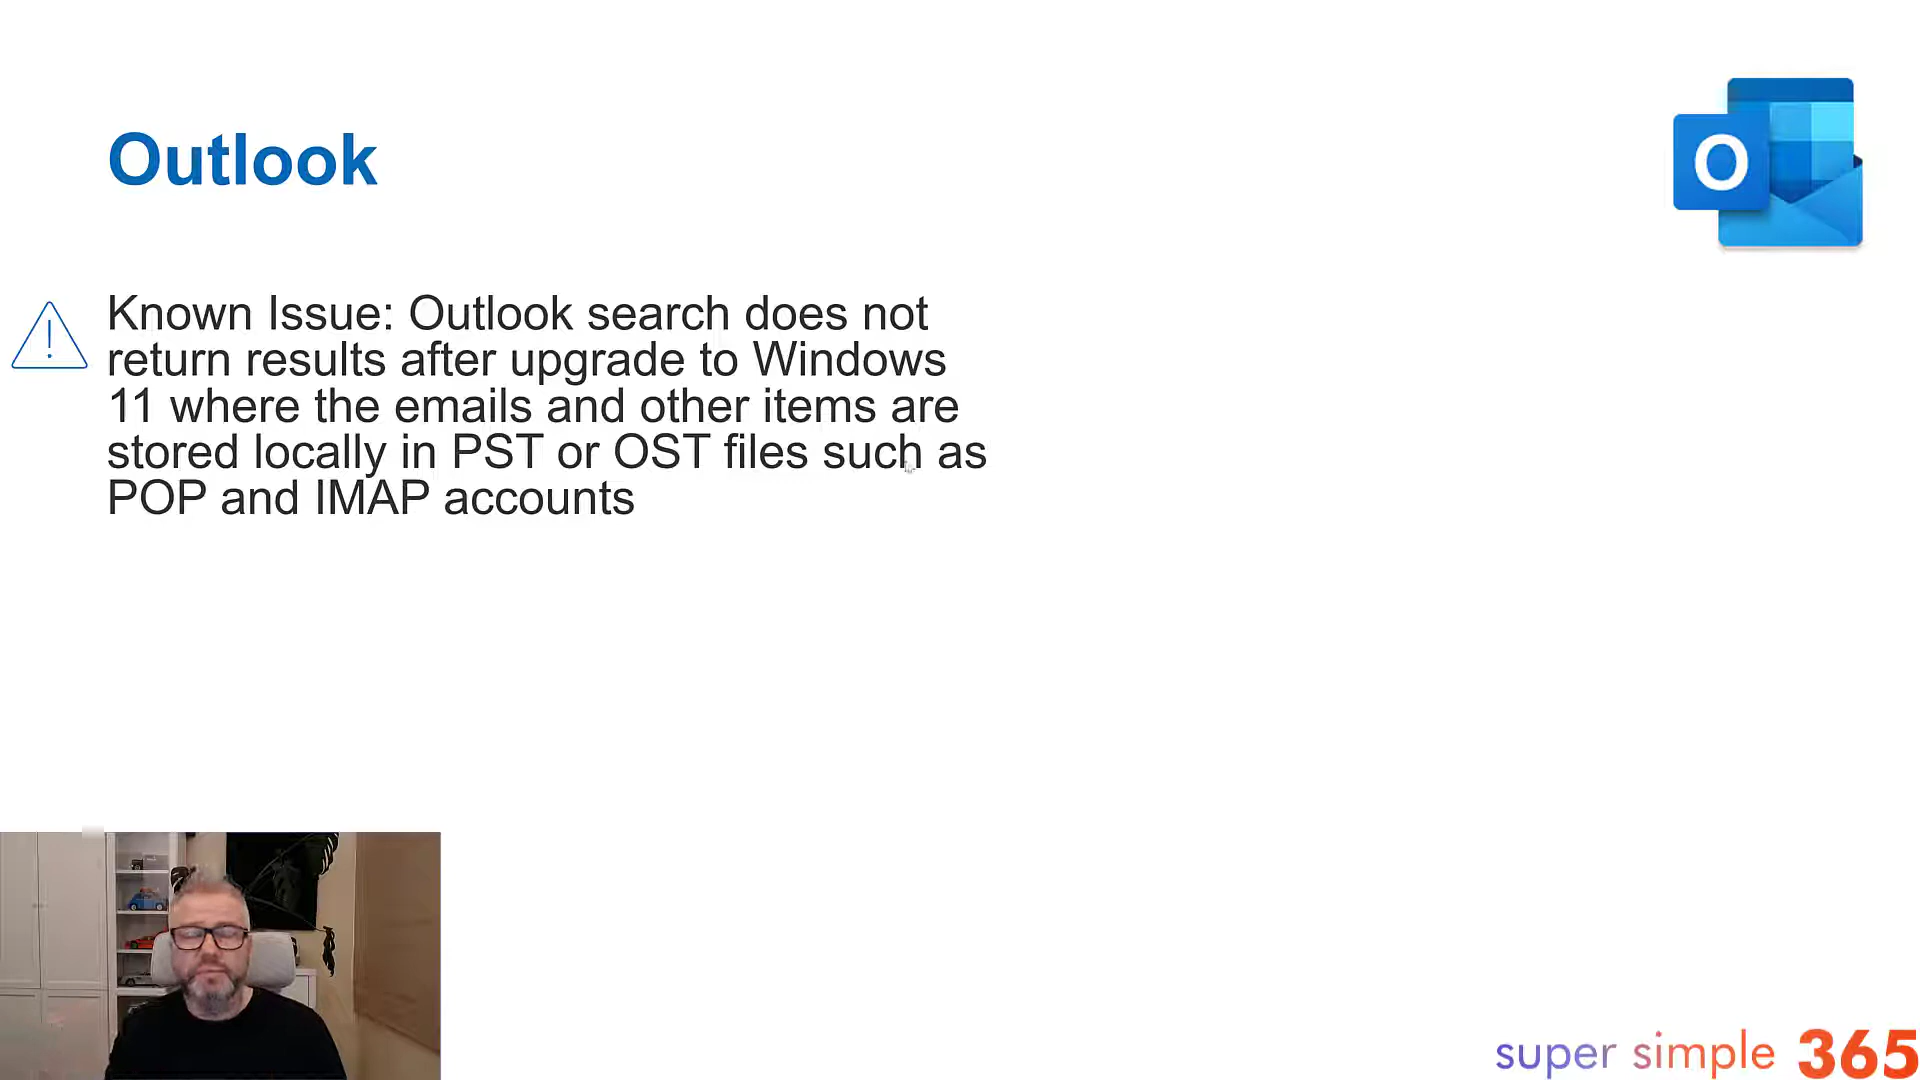 Outlook
O
Known Issue: Outlook search does not
return results after upgrade to Windows
11 where the emails and other items are
stored locally in PST or OST files such as
POP and IMAP accounts
super simple 365